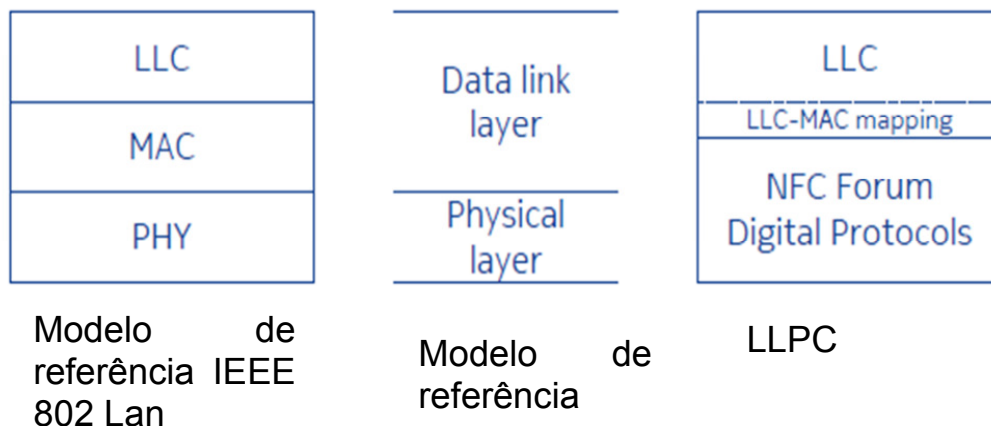 LLC
MAC
PHY
Data link
layer
Physical
layer
LLC
LLC-MAC mapping
NFC Forum
Digital Protocols
Modelo de
referência IEEE
802 Lan
Modelo de
referência
LLPC